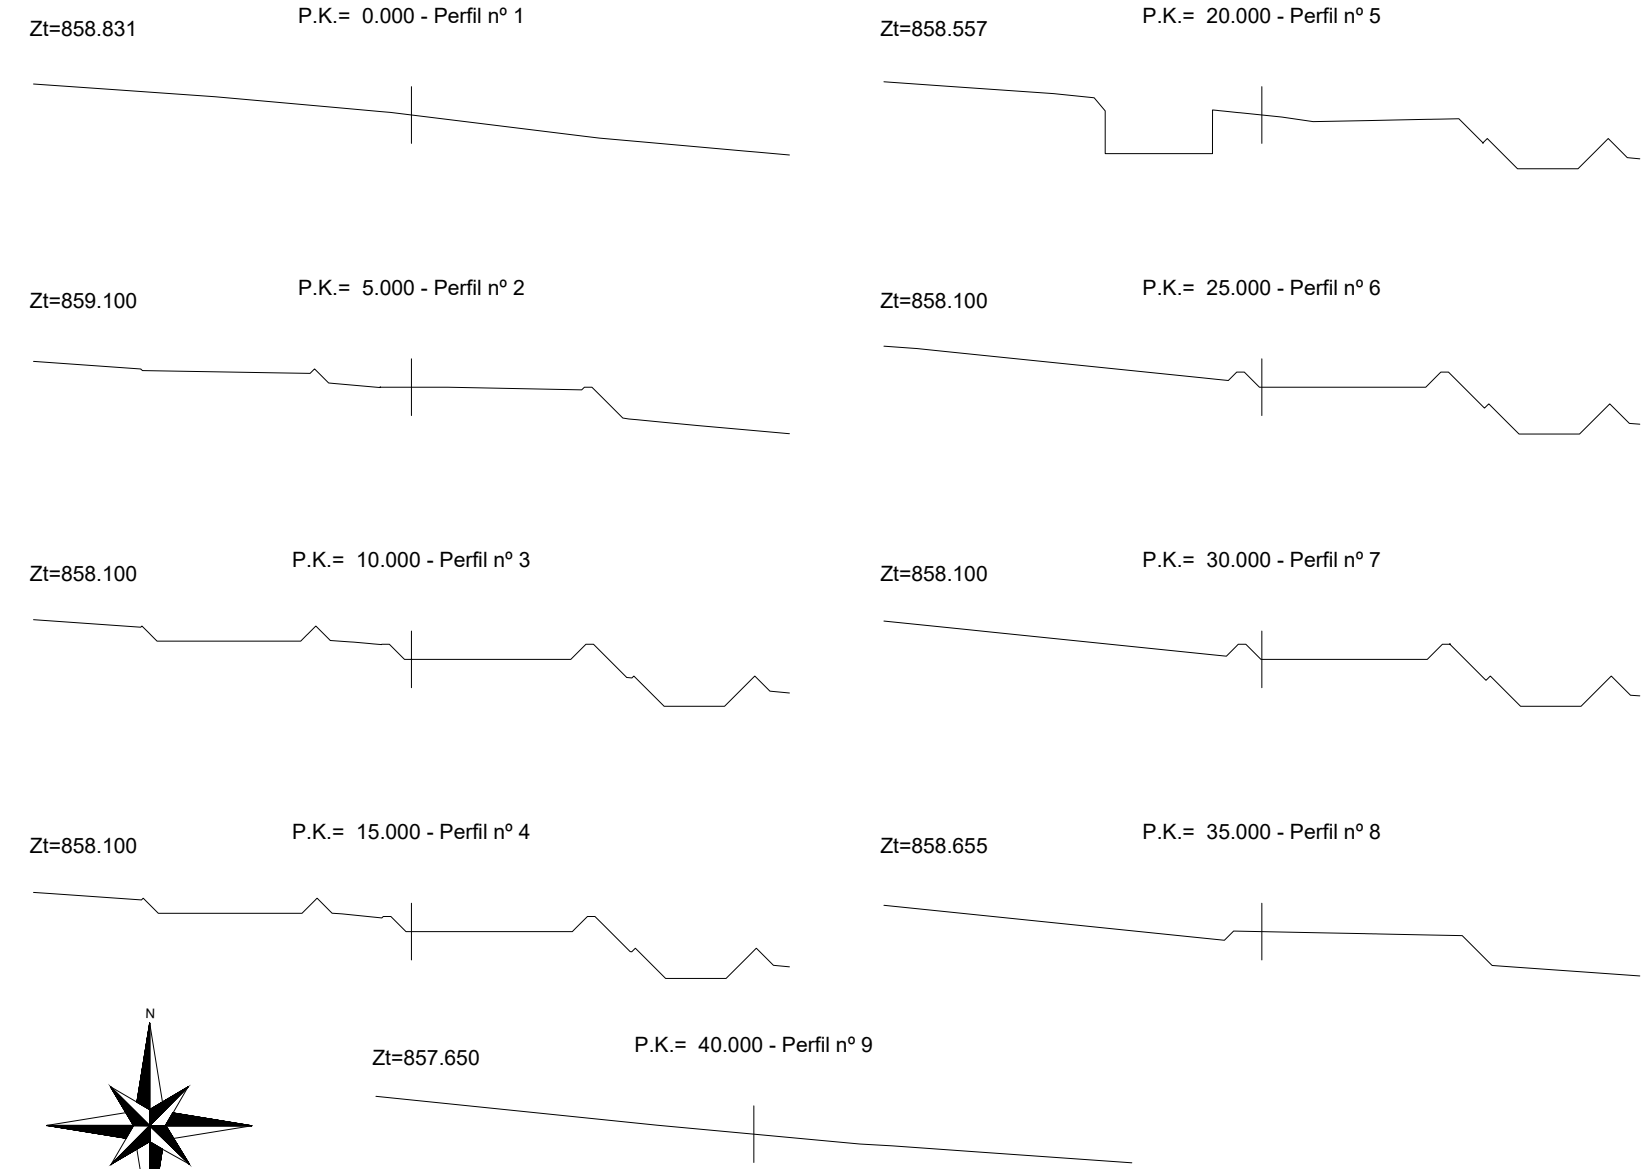 P.K.= 0.000 - Perfil nº 1
Zt=858.831
P.K.= 20.000 - Perfil nº 5
Zt=858.557
P.K.= 5.000 - Perfil nº 2
Zt=859.100
P.K.= 25.000 - Perfil nº 6
Zt=858.100
P.K.= 10.000 - Perfil nº 3
Zt=858.100
P.K.= 30.000 - Perfil nº 7
Zt=858.100
P.K.= 15.000 - Perfil nº 4
Zt=858.100
P.K.= 35.000 - Perfil nº 8
Zt=858.655
N
P.K.= 40.000 - Perfil nº 9
Zt=857.650